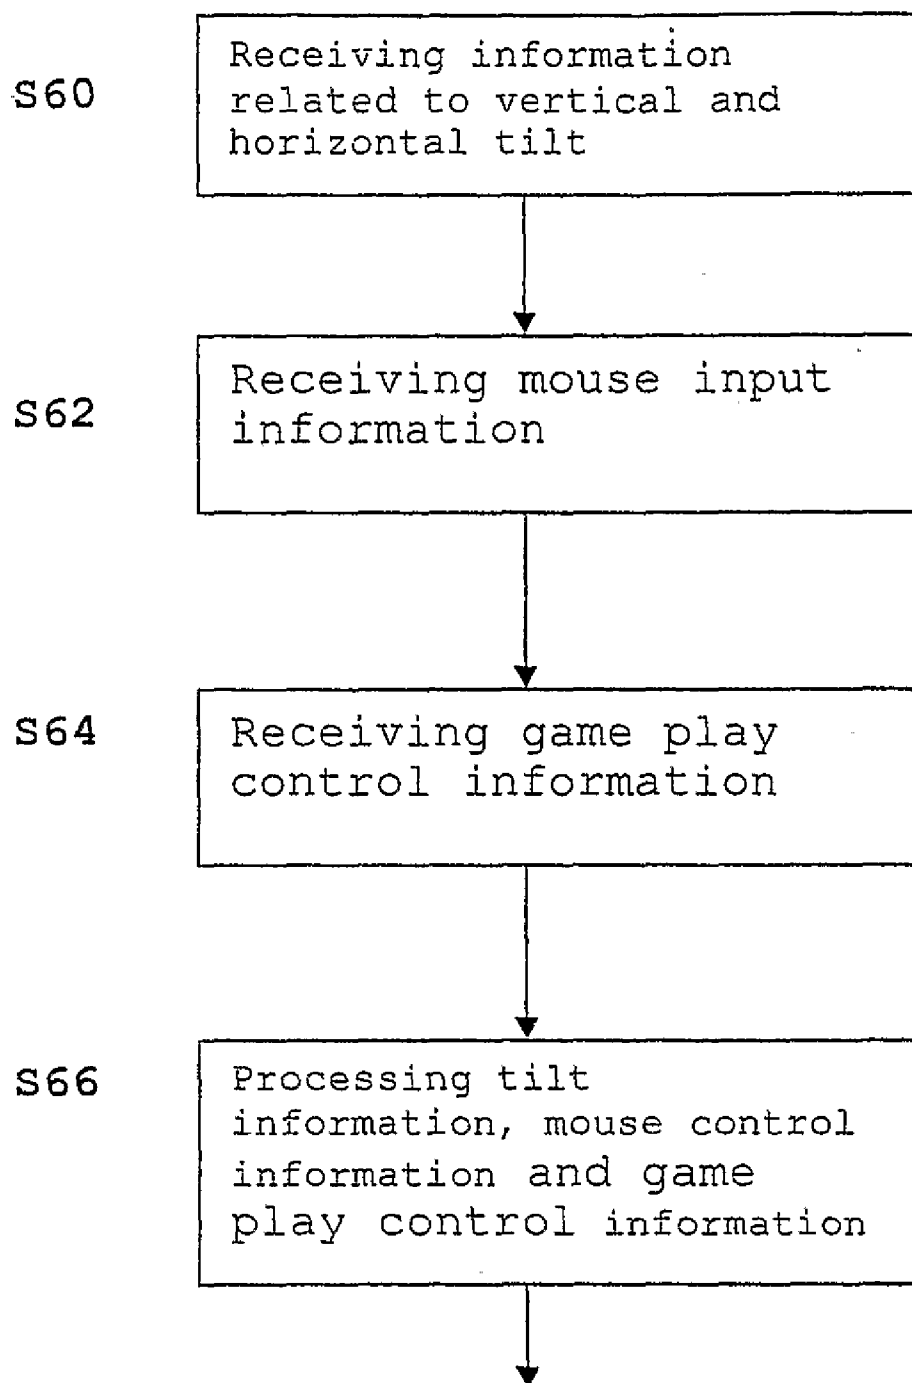 S60
Receiving information
related to vertical and
horizontal tilt
S62
Receiving mouse input
information
S64
Receiving game play
control information
S66
Processing tilt
information, mouse control
information and game
play control information